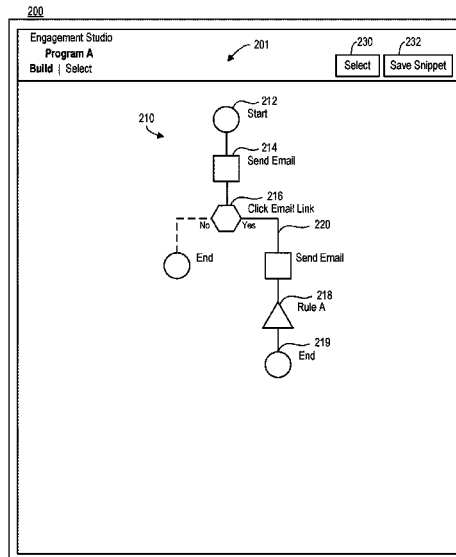 200
Engagement Studio
Program A
Build | Select
201
230
232
Select
Save Snippet
212
Start
210
214
Send Email
216
Click Email Link
No
Yes
220
End
Send Email
218
Rule A
219
End